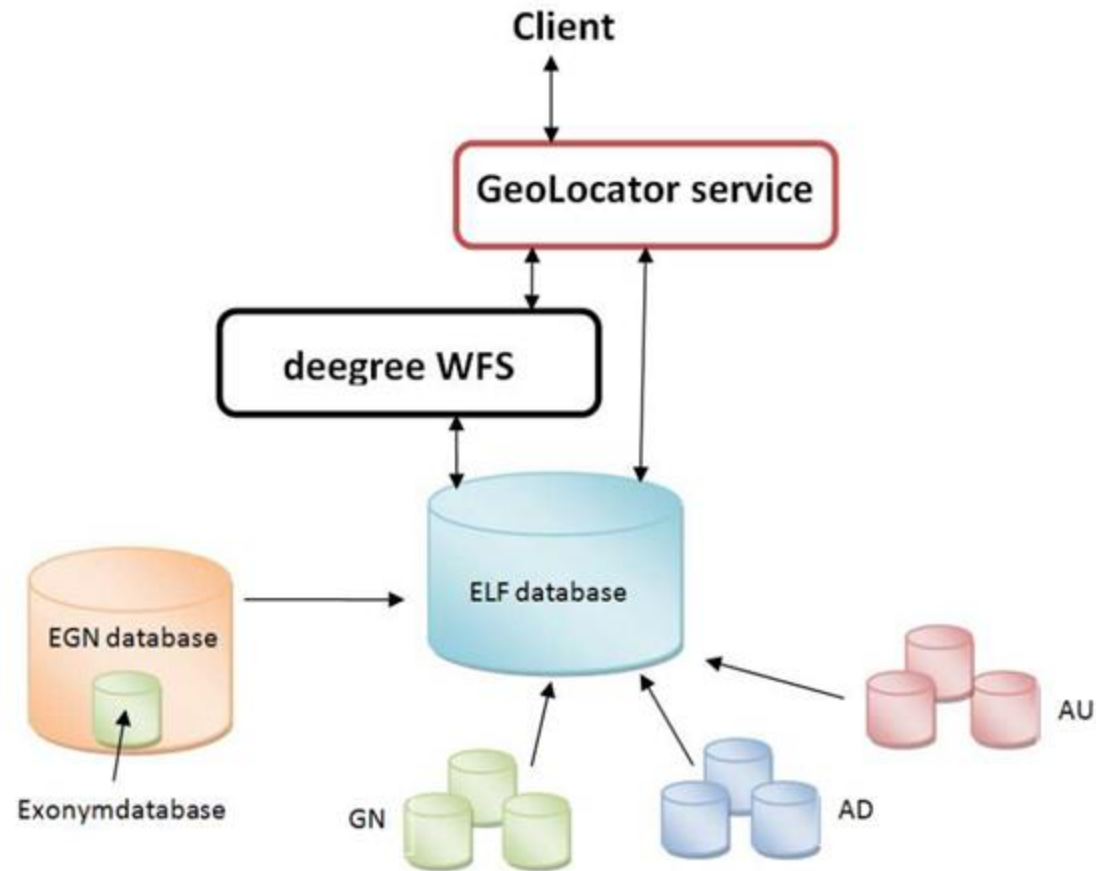 Client
GeoLocator service
deegree WFS
ELF database
EGN database
Exonymdatabase
GN
AD
AU